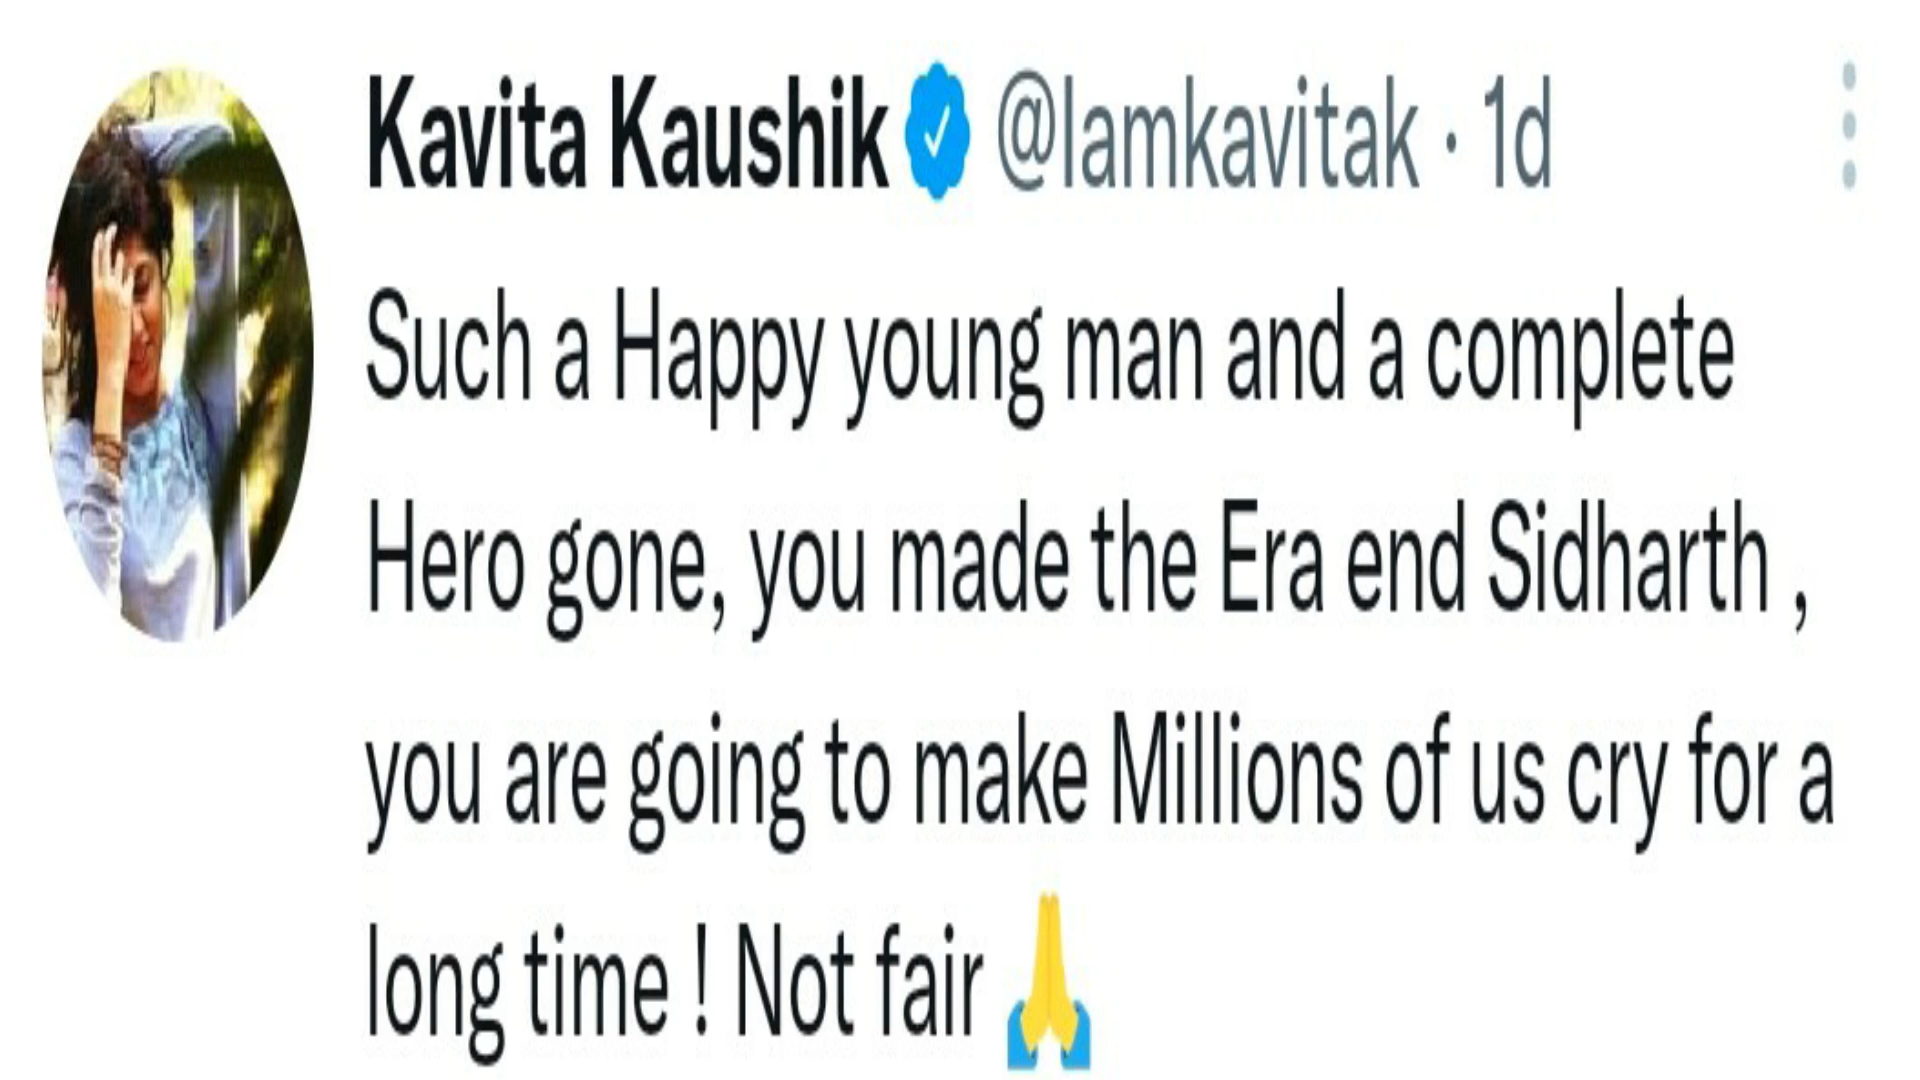 Kavita Kaushik @Iamkavitak · 1d
Such a Happy young man and a complete
Hero gone, you made the Era end Sidharth ,
you are going to make Millions of us cry for a
long time ! Not fair 🙏